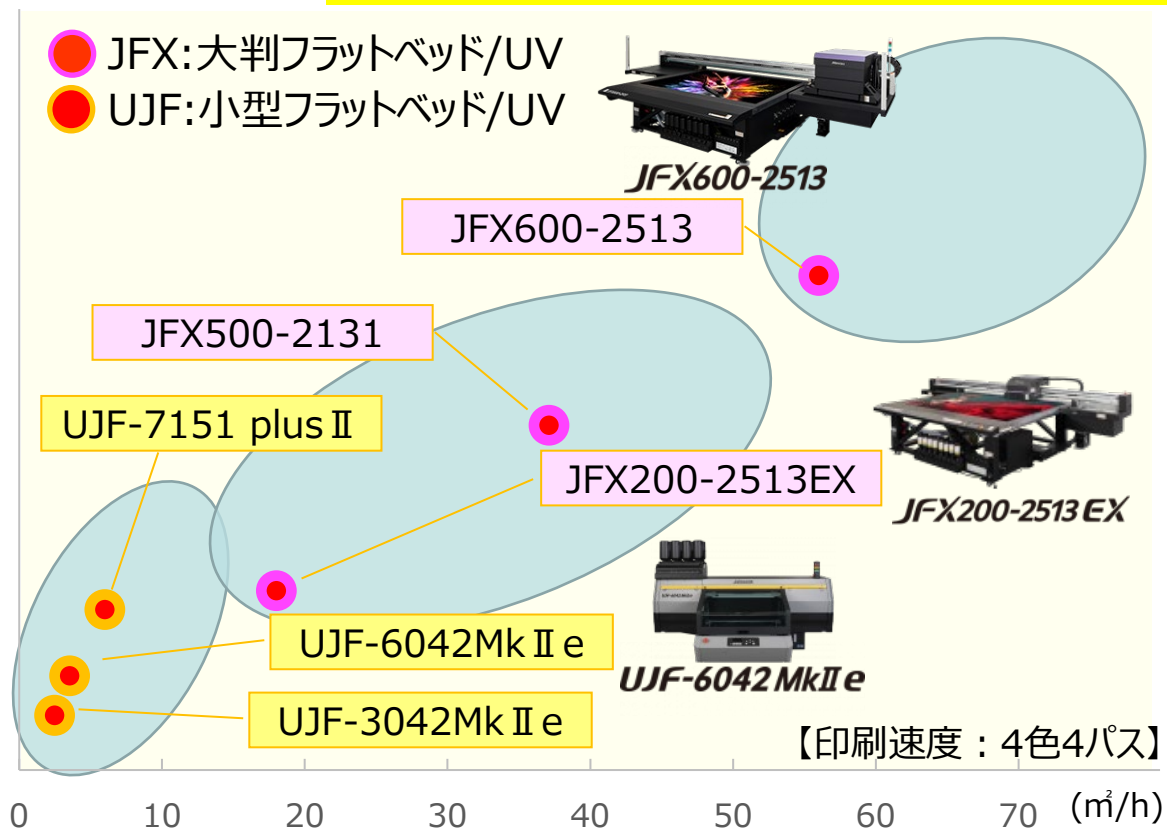 JFX:大判フラットベッド/UV
UJF:小型フラットベッド/UV
JFX600-2513
JFX600-2513
JFX500-2131
UJF-7151 plusⅡ
JFX200-2513EX
JFX200-2513 EX
UJF-6042MkⅡe
UJF-6042 MkⅡe
UJF-3042MkⅡe
【印刷速度：4色4パス】
0 10 20 30 40 50 60 70 (㎡/h)